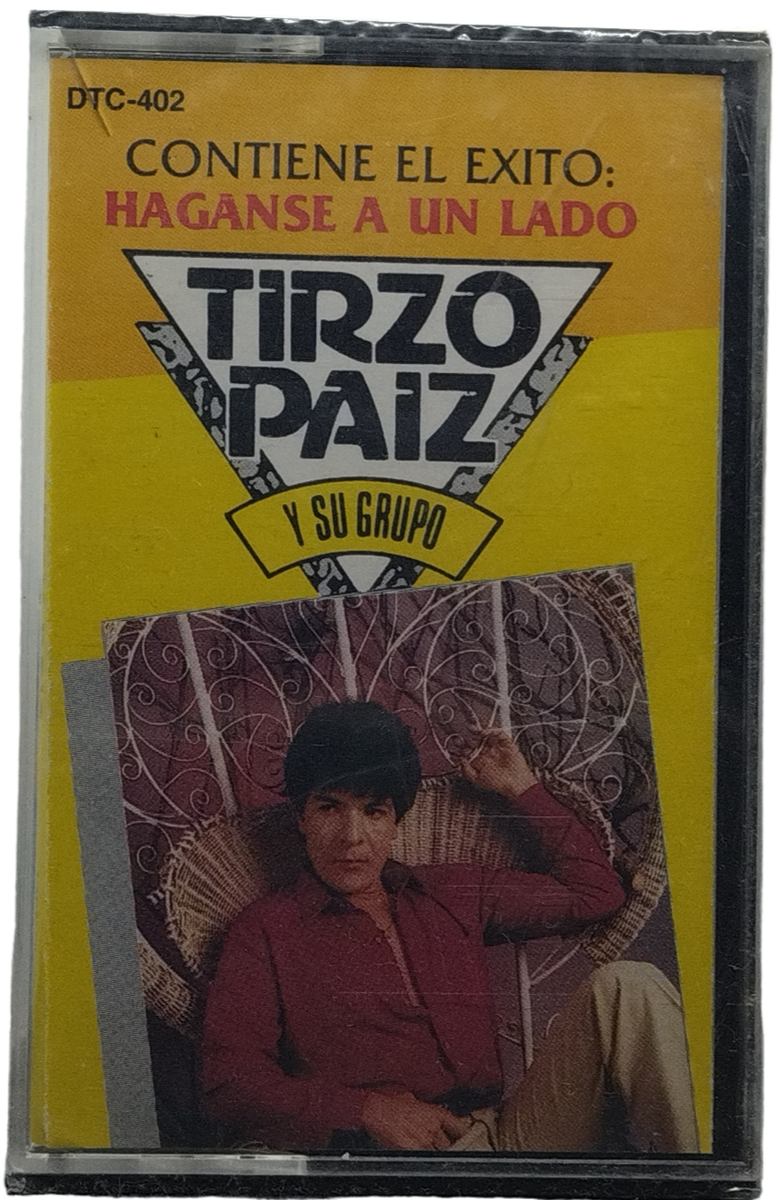 DTC-402
CONTIENE EL EXITO:
HAGANSE A UN LADO
TIRZO
PAIZ
Y SU GRUPO